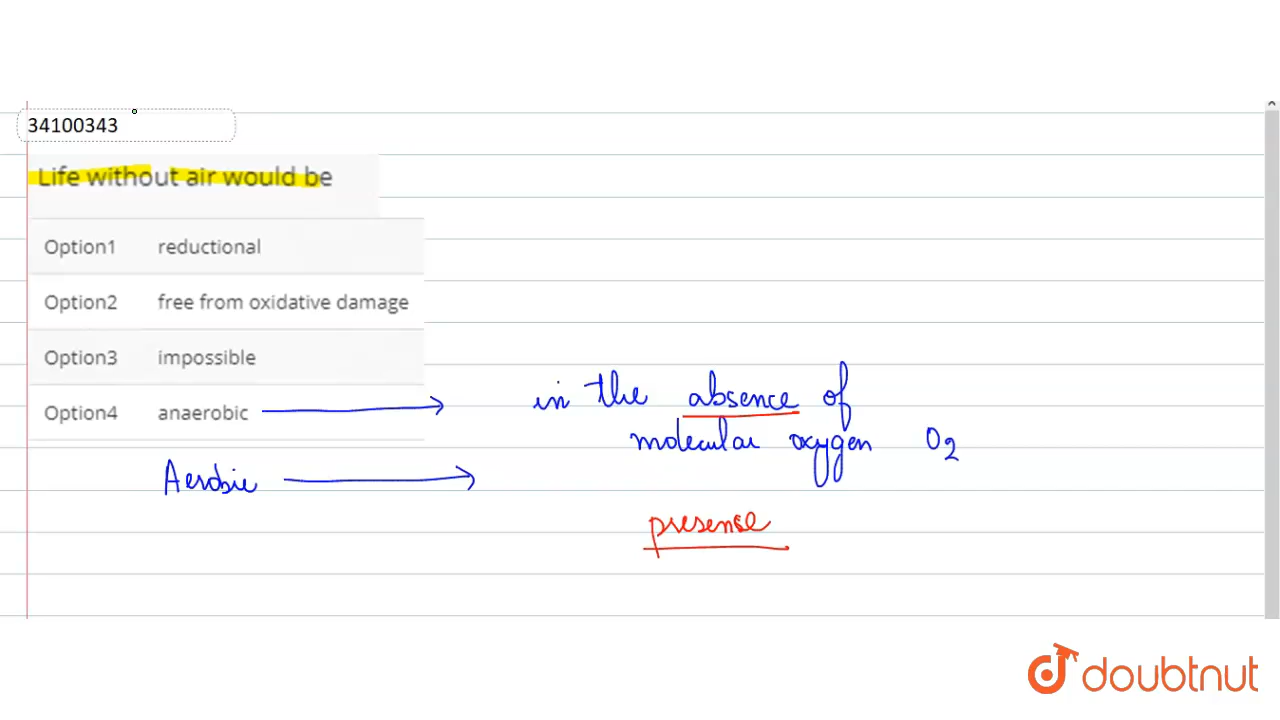 34100343
Life without air would be
Option1 reductional
Option2 free from oxidative damage
Option3 impossible
Option4 anaerobic
in the absence of
molecular oxygen O2
Aerobic
presense
doubtnut